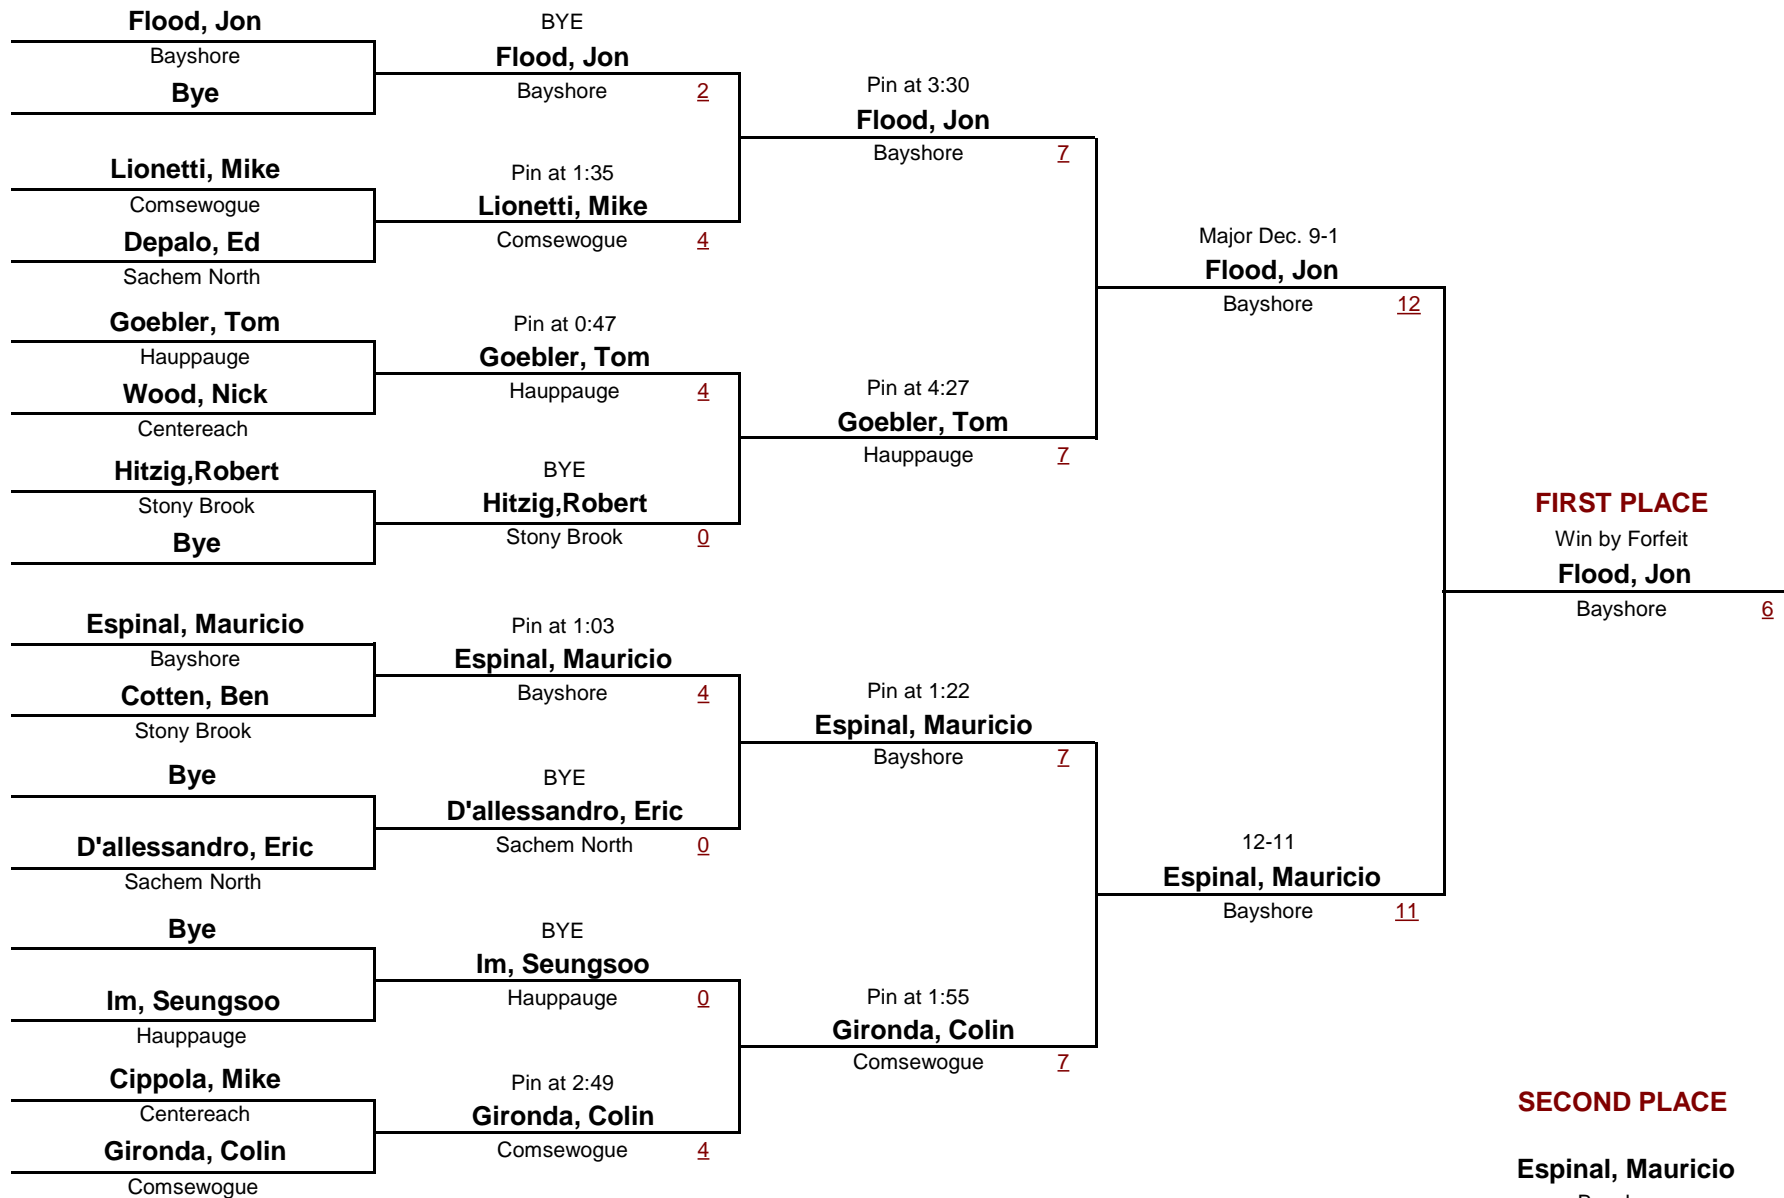 Flood, Jon
Bayshore
Bye
Lionetti, Mike
Comsewogue
Depalo, Ed
Sachem North
Goebler, Tom
Hauppauge
Wood, Nick
Centereach
Hitzig,Robert
Stony Brook
Bye
Espinal, Mauricio
Bayshore
Cotten, Ben
Stony Brook
Bye
D'allessandro, Eric
Sachem North
Bye
Im, Seungsoo
Hauppauge
Cippola, Mike
Centereach
Gironda, Colin
Comsewogue
BYE
Flood, Jon
Bayshore 2
Pin at 1:35
Lionetti, Mike
Comsewogue 4
Pin at 0:47
Goebler, Tom
Hauppauge 4
BYE
Hitzig,Robert
Stony Brook 0
Pin at 1:03
Espinal, Mauricio
Bayshore 4
BYE
D'allessandro, Eric
Sachem North 0
BYE
Im, Seungsoo
Hauppauge 0
Pin at 2:49
Gironda, Colin
Comsewogue 4
Pin at 3:30
Flood, Jon
Bayshore 7
Pin at 4:27
Goebler, Tom
Hauppauge 7
Pin at 1:22
Espinal, Mauricio
Bayshore 7
Pin at 1:55
Gironda, Colin
Comsewogue 7
Major Dec. 9-1
Flood, Jon
Bayshore 12
12-11
Espinal, Mauricio
Bayshore 11
FIRST PLACE
Win by Forfeit
Flood, Jon
Bayshore 6
SECOND PLACE
Espinal, Mauricio